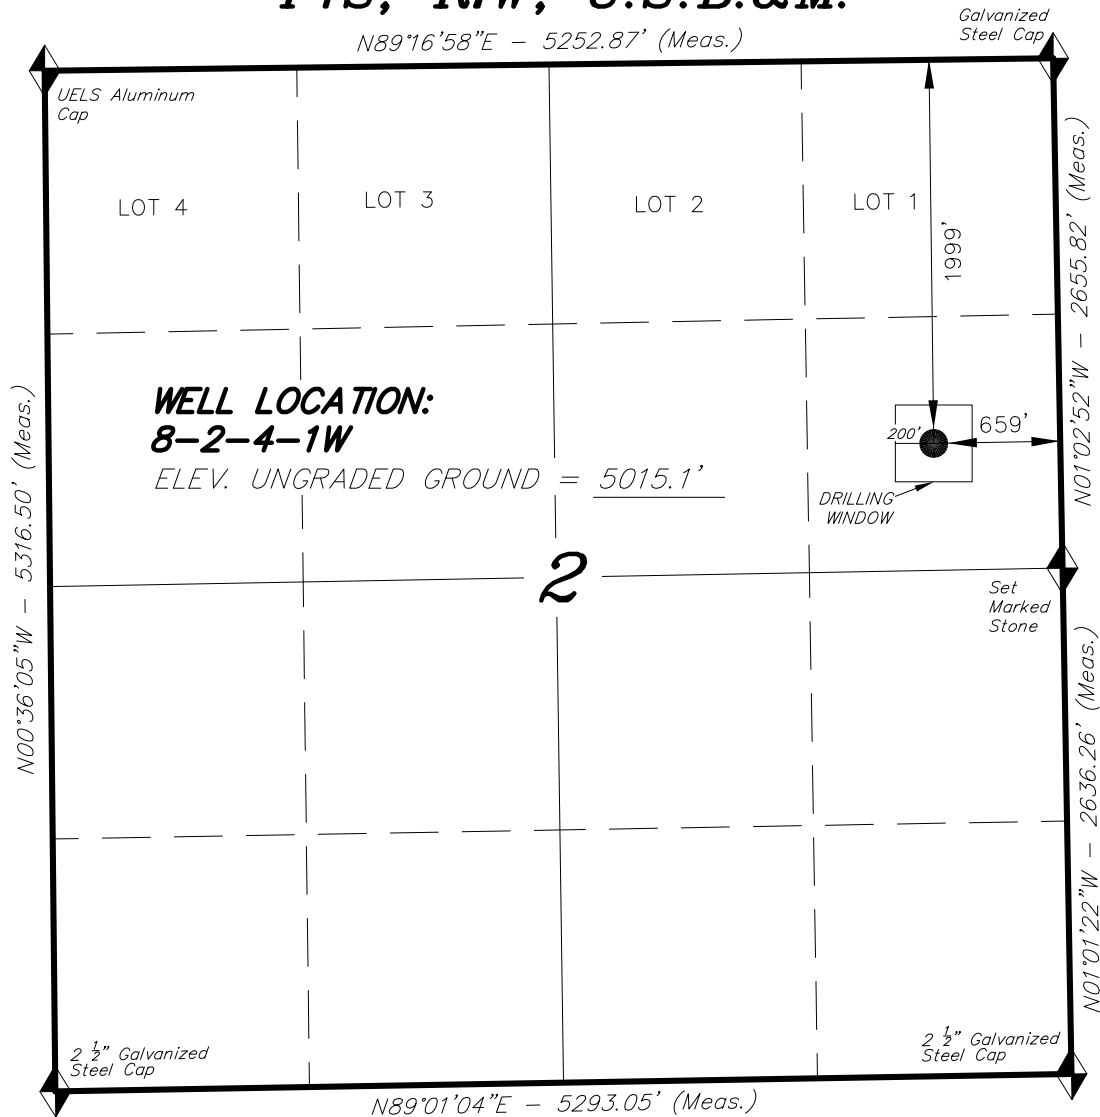 N89°16'58"E - 5252.87' (Meas.)
Galvanized
Steel Cap
UELS Aluminum
Cap
LOT 4
LOT 3
LOT 2
LOT 1
1999'
N01°02'52"W - 2655.82' (Meas.)
WELL LOCATION:
8-2-4-1W
ELEV. UNGRADED GROUND = 5015.1'
200'
659'
DRILLING
WINDOW
N00°36'05"W - 5316.50' (Meas.)
2
Set
Marked
Stone
N01°01'22"W - 2636.26' (Meas.)
2 1/2" Galvanized
Steel Cap
2 1/2" Galvanized
Steel Cap
N89°01'04"E - 5293.05' (Meas.)